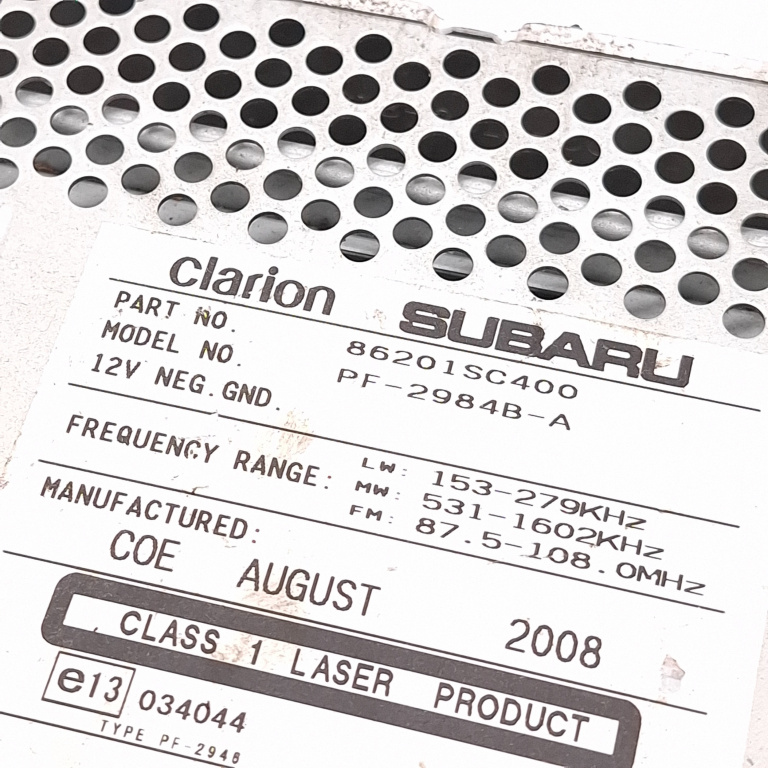 clarion SUBARU
PART NO. 86201SC400
MODEL NO. PF-2984B-A
12V NEG.GND.
FREQUENCY RANGE: LW: 153-279KHz
MW: 531-1602KHz
FM: 87.5-108.0MHz
MANUFACTURED:
COE AUGUST 2008
CLASS 1 LASER PRODUCT
e13 034044
TYPE PF-2946